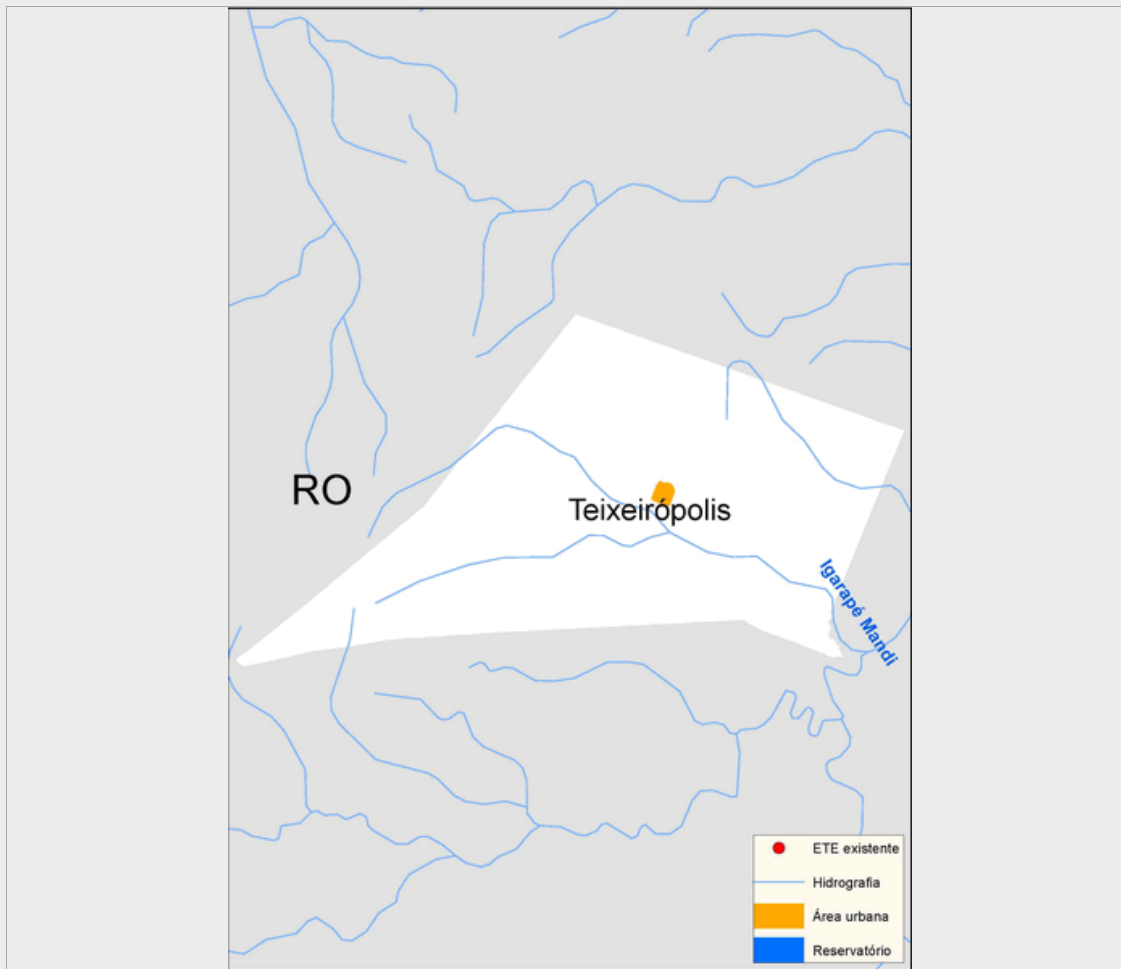 RO
Teixeirópolis
Igarapé Mandi
ETE existente
Hidrografia
Área urbana
Reservatório